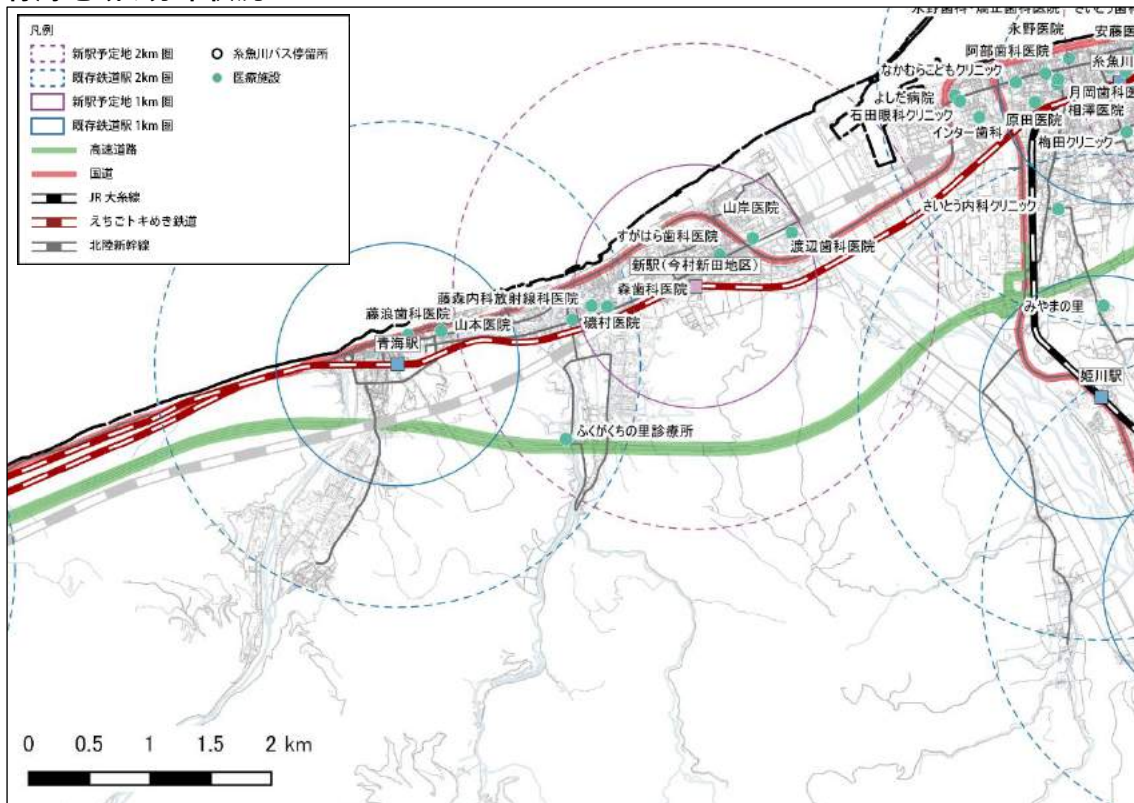 凡例
新駅予定地 2km 圏
既存鉄道駅 2km 圏
新駅予定地 1km 圏
既存鉄道駅 1km 圏
高速道路
国道
JR 大糸線
えちごトキめき鉄道
北陸新幹線
糸魚川バス停留所
医療施設
永野医院
安藤医
阿部歯科医院
糸魚川
なかむらこどもクリニック
よしだ病院
月岡歯科医
石田眼科クリニック
原田医院
相澤医院
インター歯科
梅田クリニック
さいとう内科クリニック
山岸医院
すがはら歯科医院
渡辺歯科医院
新駅(今村新田地区)
森歯科医院
藤森内科放射線科医院
みやまの里
藤浪歯科医院
山本医院
磯村医院
青海駅
姫川駅
ふくがくちの里診療所
0 0.5 1 1.5 2 km